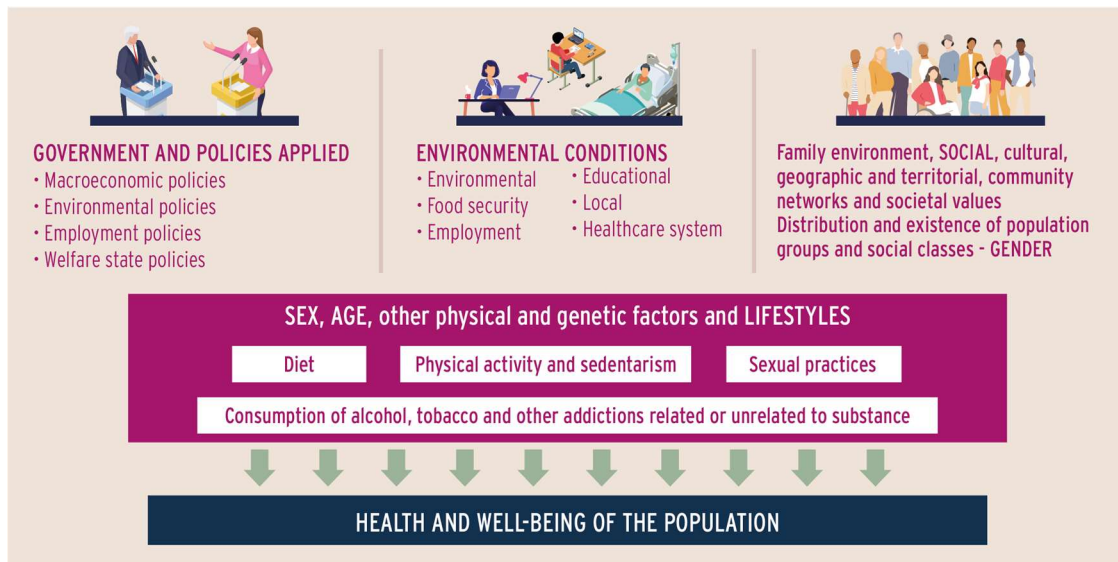 GOVERNMENT AND POLICIES APPLIED
· Macroeconomic policies
· Environmental policies
· Employment policies
· Welfare state policies
ENVIRONMENTAL CONDITIONS
· Environmental
· Food security
· Employment
· Educational
· Local
· Healthcare system
Family environment, SOCIAL, cultural,
geographic and territorial, community
networks and societal values
Distribution and existence of population
groups and social classes - GENDER
SEX, AGE, other physical and genetic factors and LIFESTYLES
Diet
Physical activity and sedentarism
Sexual practices
Consumption of alcohol, tobacco and other addictions related or unrelated to substance
HEALTH AND WELL-BEING OF THE POPULATION